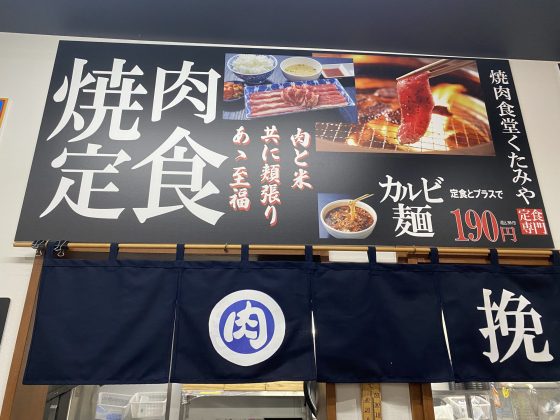 焼肉定食
肉と米
共に頬張り
あゝ至福
焼肉食堂くたみや
カルビ麺
定食とプラスで
190円
定食専門
肉
挽